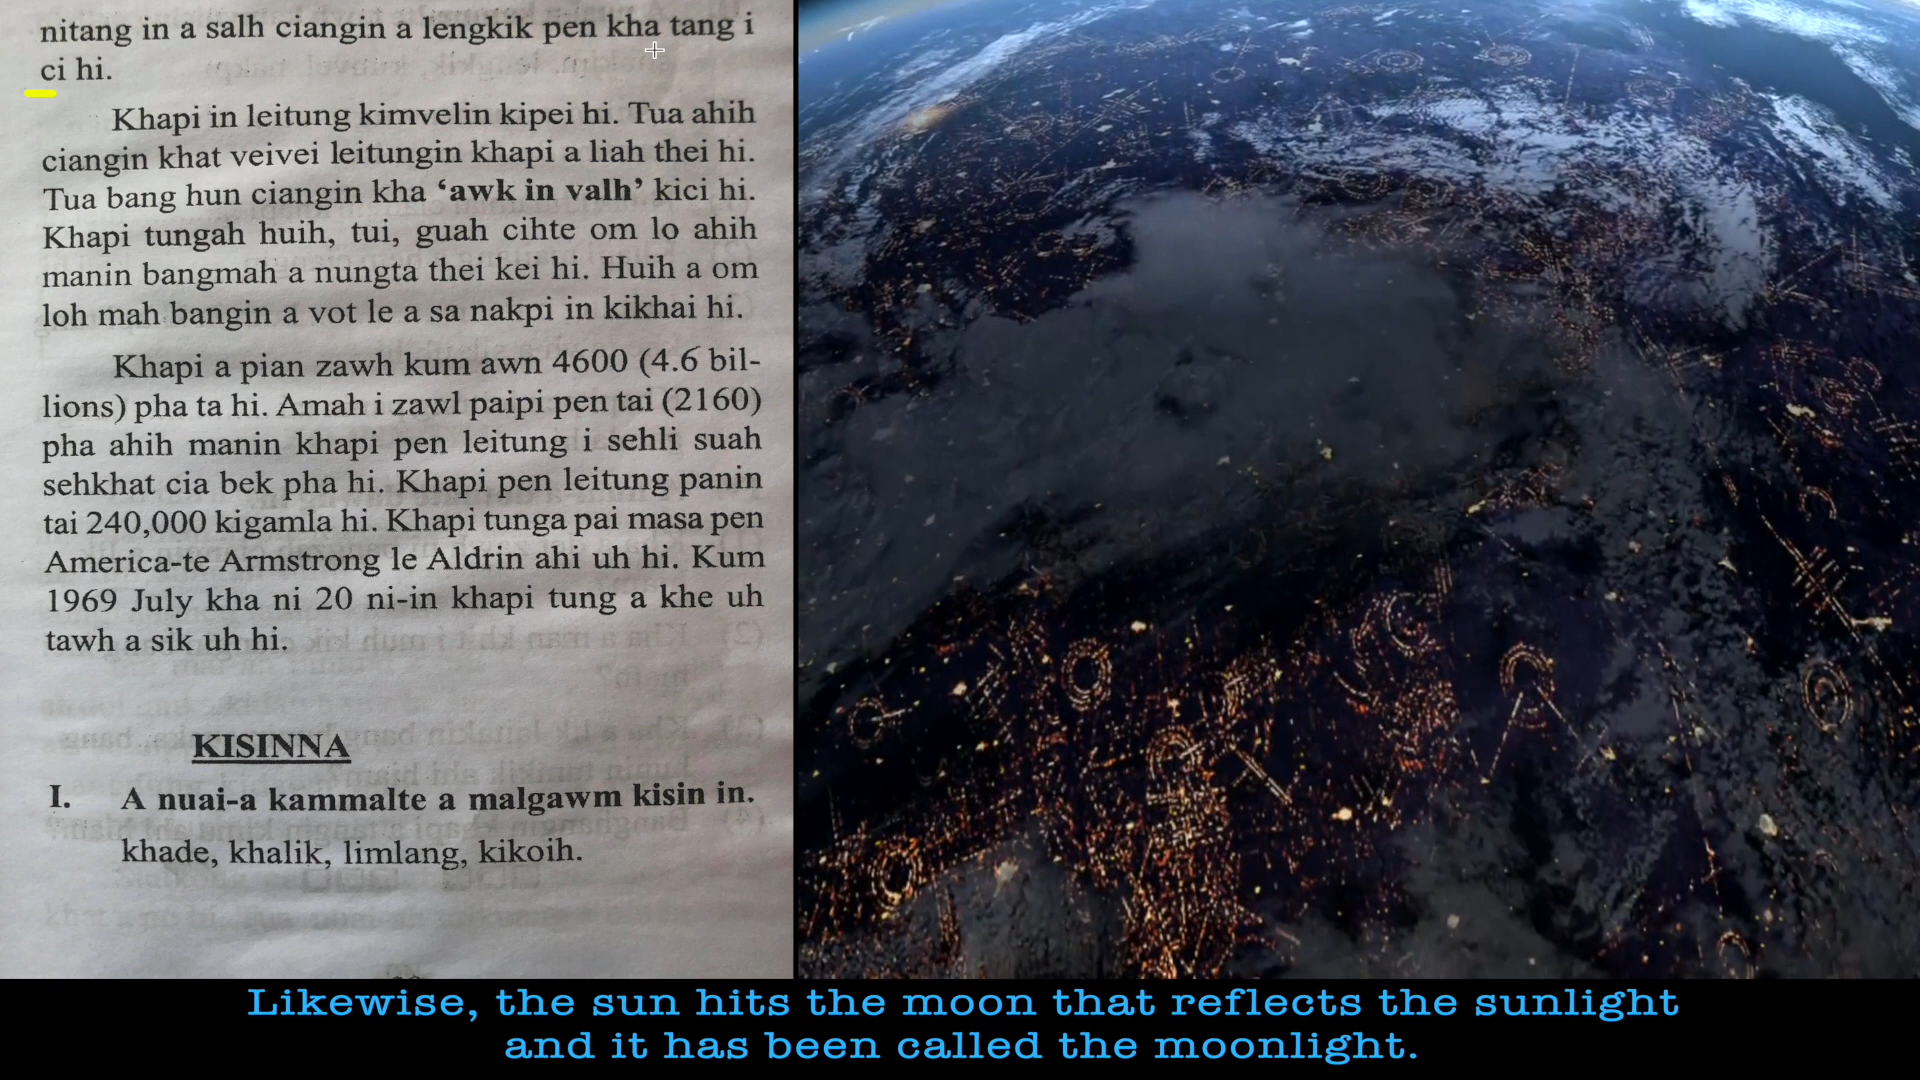 nitang in a salh ciangin a lengkik pen kha tang i
ci hi.
Khapi in leitung kimvelin kipei hi. Tua ahih
ciangin khat veivei leitungin khapi a liah thei hi.
Tua bang hun ciangin kha ‘awk in valh’ kici hi.
Khapi tungah huih, tui, guah cihte om lo ahih
manin bangmah a nungta thei kei hi. Huih a om
loh mah bangin a vot le a sa nakpi in kikhai hi.
Khapi a pian zawh kum awn 4600 (4.6 bil-
lions) pha ta hi. Amah i zawl paipi pen tai (2160)
pha ahih manin khapi pen leitung i sehli suah
sehkhat cia bek pha hi. Khapi pen leitung panin
tai 240,000 kigamla hi. Khapi tunga pai masa pen
America-te Armstrong le Aldrin ahi uh hi. Kum
1969 July kha ni 20 ni-in khapi tung a khe uh
tawh a sik uh hi.
KISINNA
I. A nuai-a kammalte a malgawm kisin in.
khade, khalik, limlang, kikoih.
Likewise, the sun hits the moon that reflects the sunlight
and it has been called the moonlight.